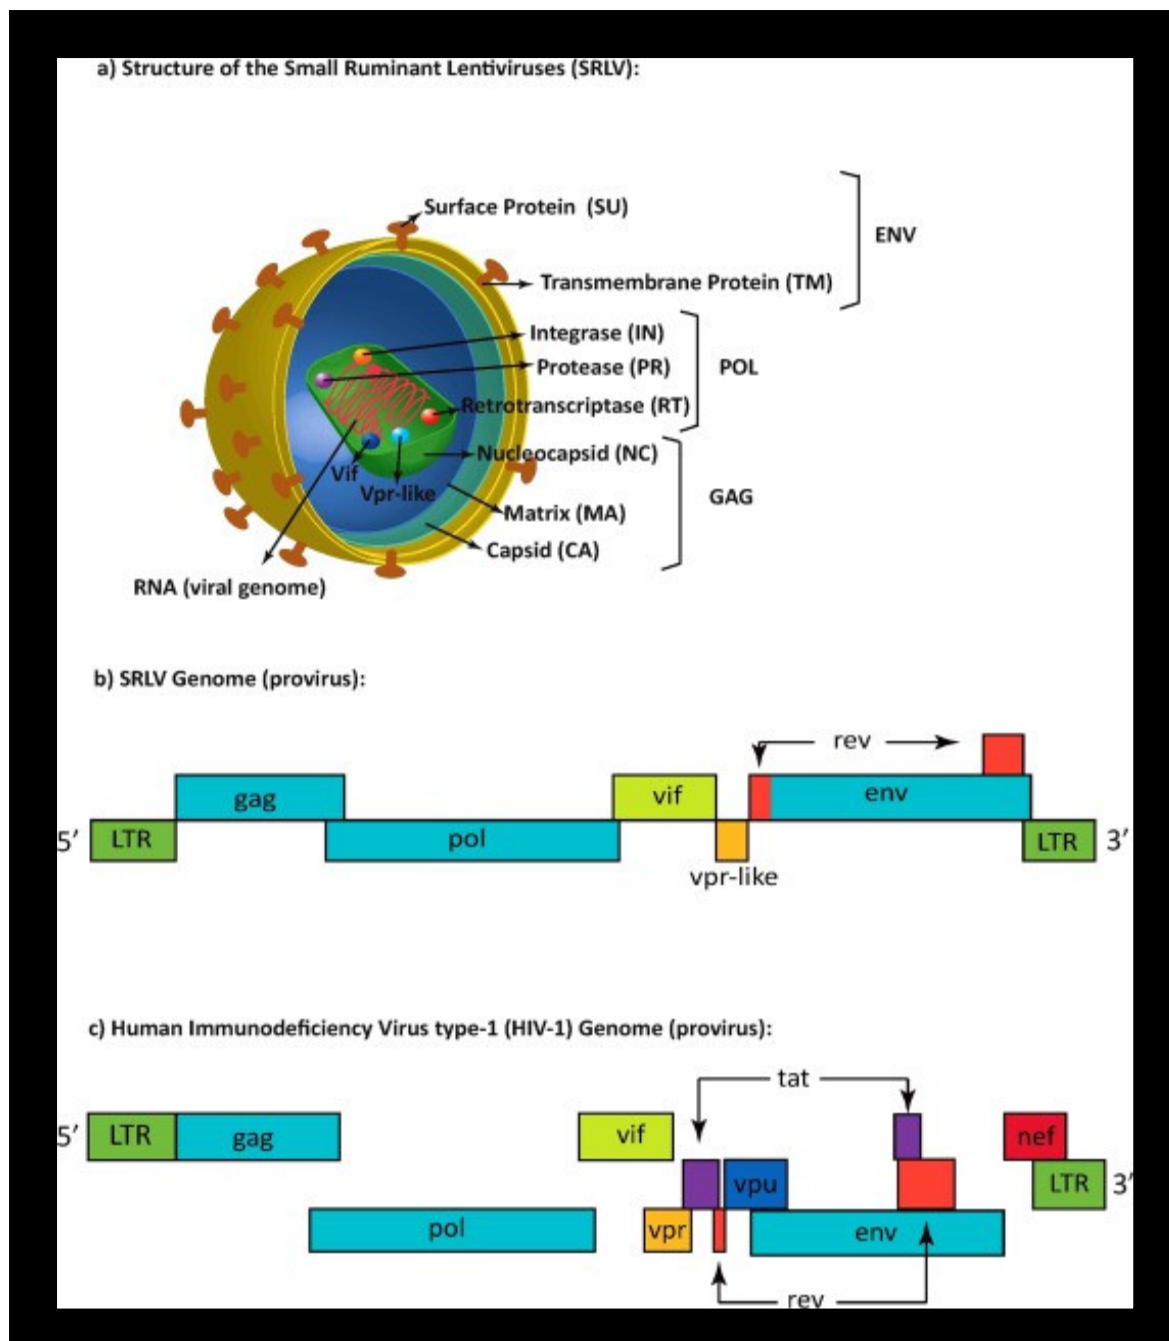 a) Structure of the Small Ruminant Lentiviruses (SRLV):
Surface Protein (SU)
ENV
Transmembrane Protein (TM)
Integrase (IN)
Protease (PR)
POL
Retrotranscriptase (RT)
Nucleocapsid (NC)
Vif
Vpr-like
GAG
Matrix (MA)
Capsid (CA)
RNA (viral genome)
b) SRLV Genome (provirus):
rev
gag
vif
env
5' LTR
pol
LTR 3'
vpr-like
c) Human Immunodeficiency Virus type-1 (HIV-1) Genome (provirus):
tat
5' LTR
gag
vif
nef
vpu
LTR 3'
pol
vpr
env
rev